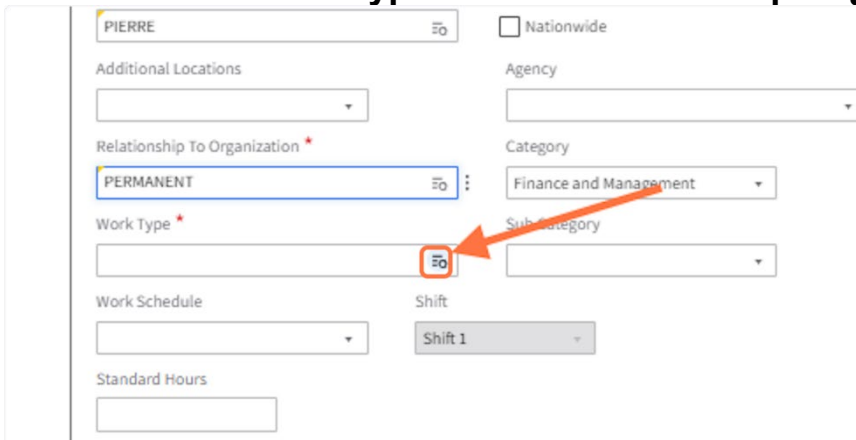 PIERRE
Nationwide
Additional Locations
Agency
Relationship To Organization *
Category
PERMANENT
Finance and Management
Work Type *
Sub Category
Work Schedule
Shift
Shift 1
Standard Hours